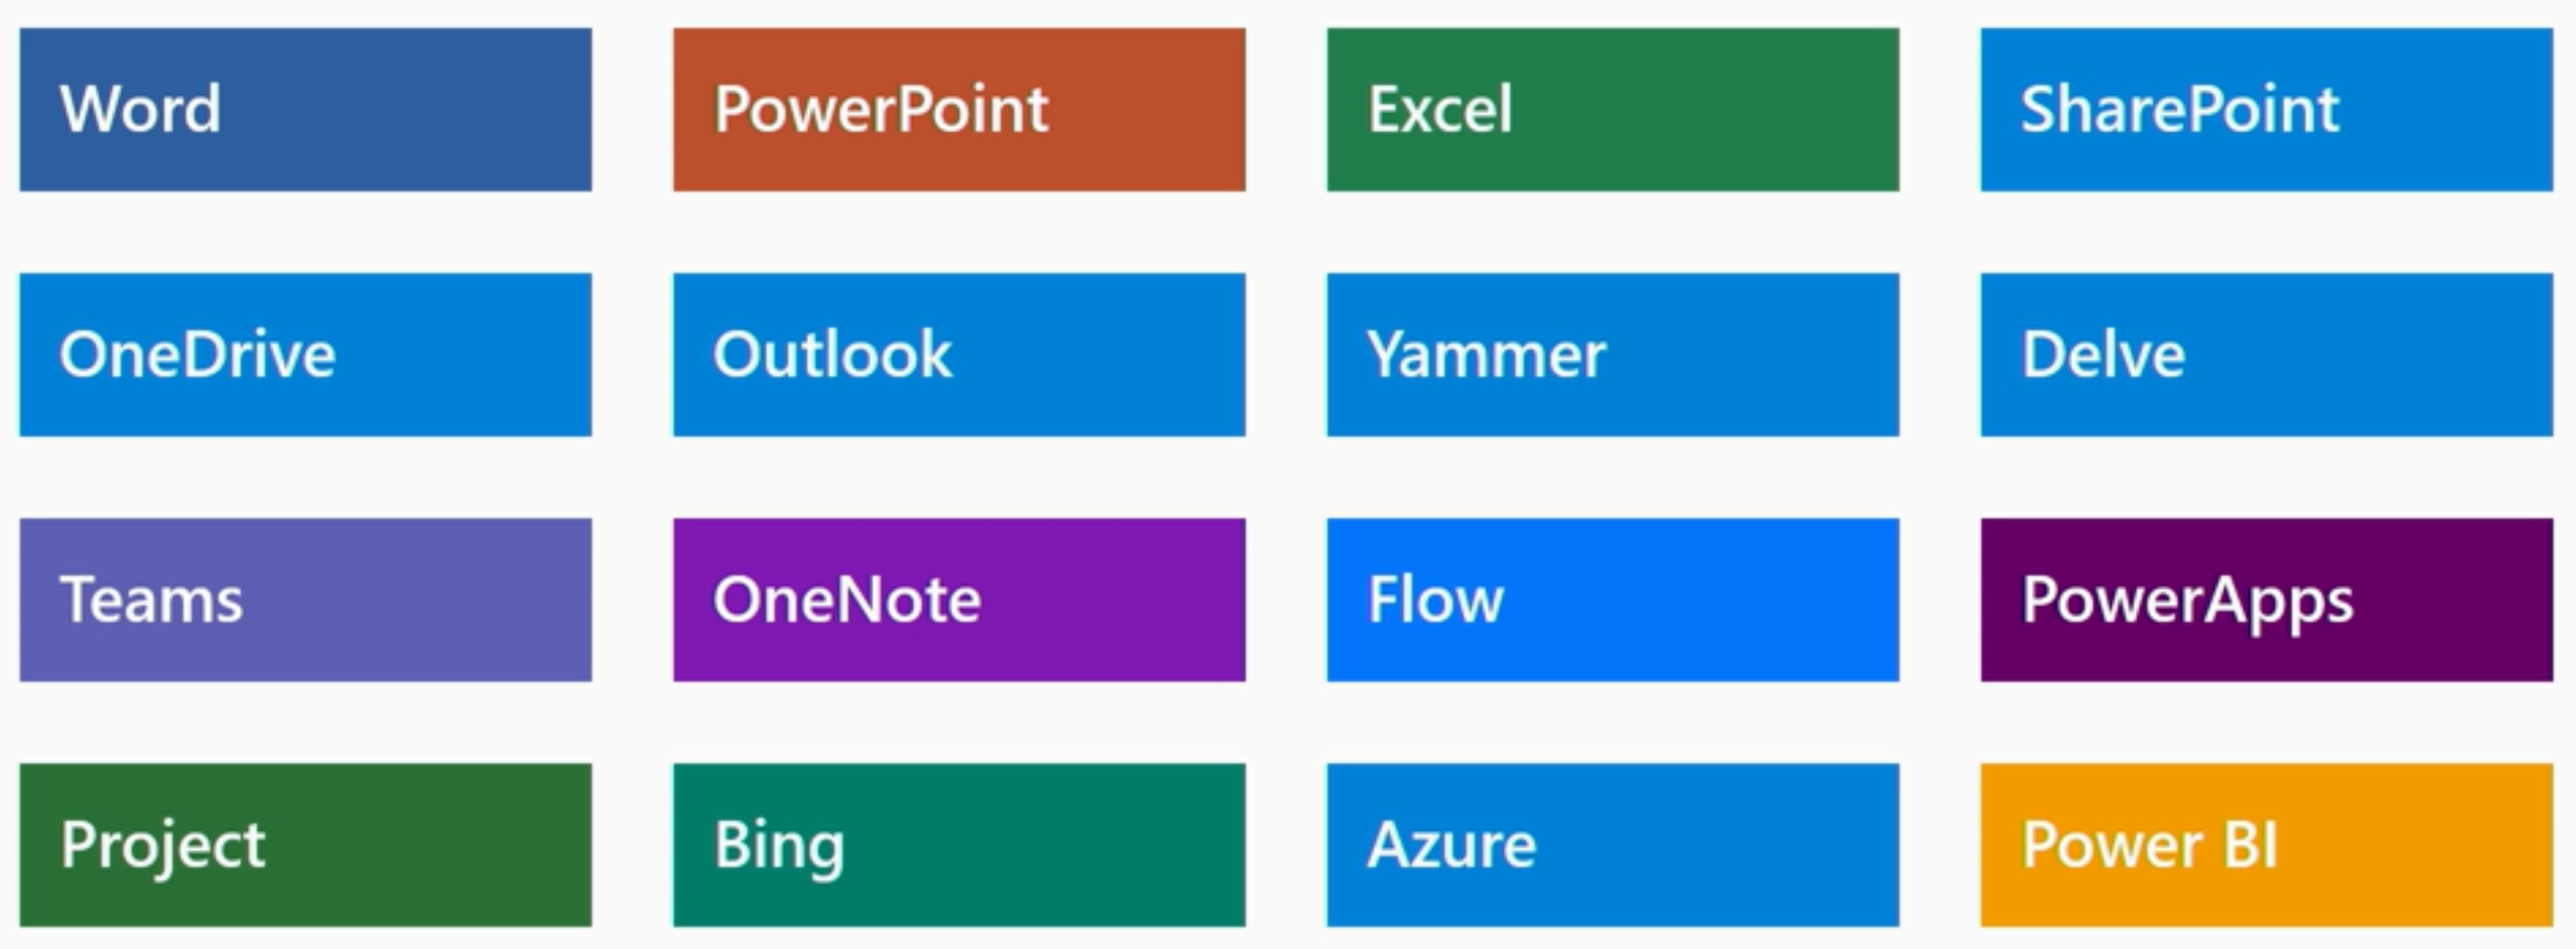 Word
PowerPoint
Excel
SharePoint
OneDrive
Outlook
Yammer
Delve
Teams
OneNote
Flow
PowerApps
Project
Bing
Azure
Power BI